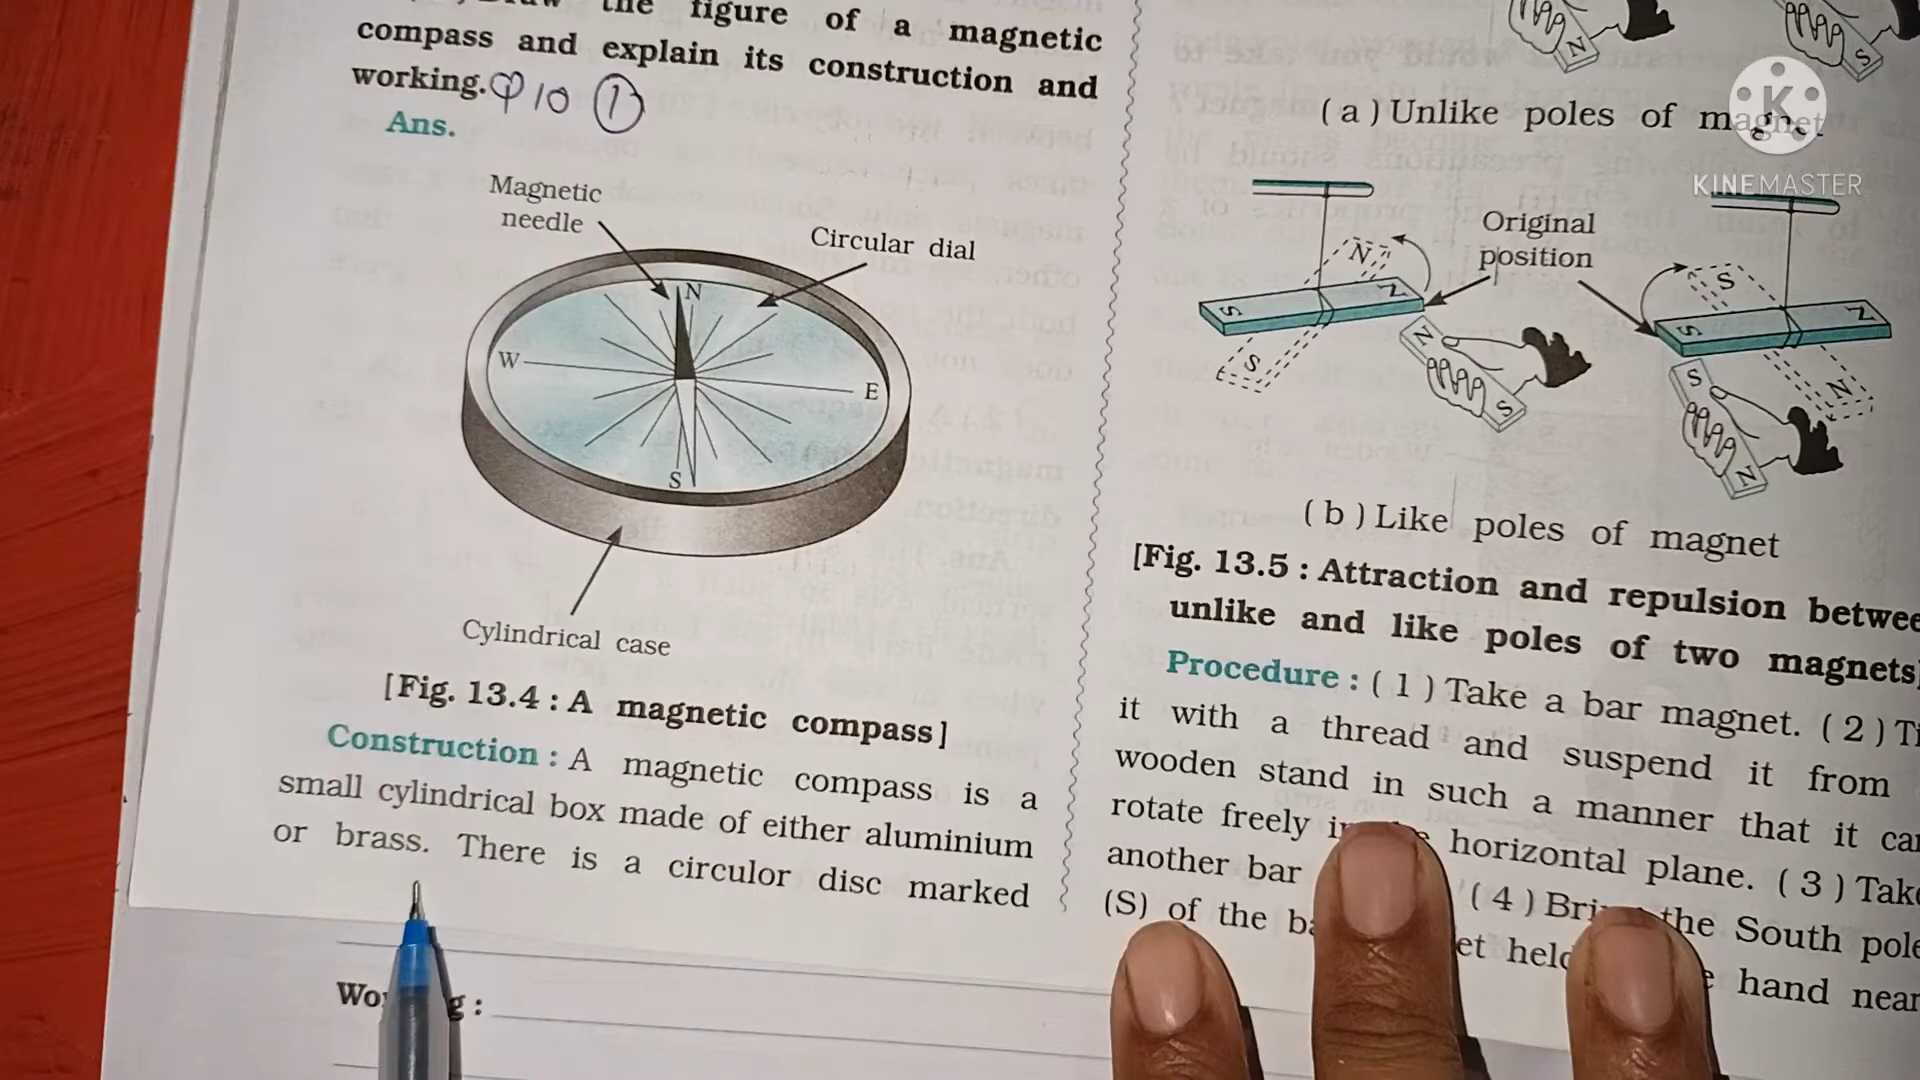 the figure of a magnetic
compass and explain its construction and
working. φ10 ①
Ans.
Magnetic
needle
Circular dial
N
W
E
S
Cylindrical case
[Fig. 13.4 : A magnetic compass]
Construction : A magnetic compass is a
small cylindrical box made of either aluminium
or brass. There is a circulor disc marked
N
S
(a) Unlike poles of magnet
K
KINEMASTER
Original
position
N
S
N
S
N
S
S
S
N
S
N
N
(b) Like poles of magnet
[Fig. 13.5 : Attraction and repulsion
unlike and like poles of two magnets]
Procedure : (1) Take a bar magnet. (2)
it with a thread and suspend it from
wooden stand in such a manner that it
rotate freely horizontal plane. (3)
another bar (4) the South pole
(S) of the held hand near